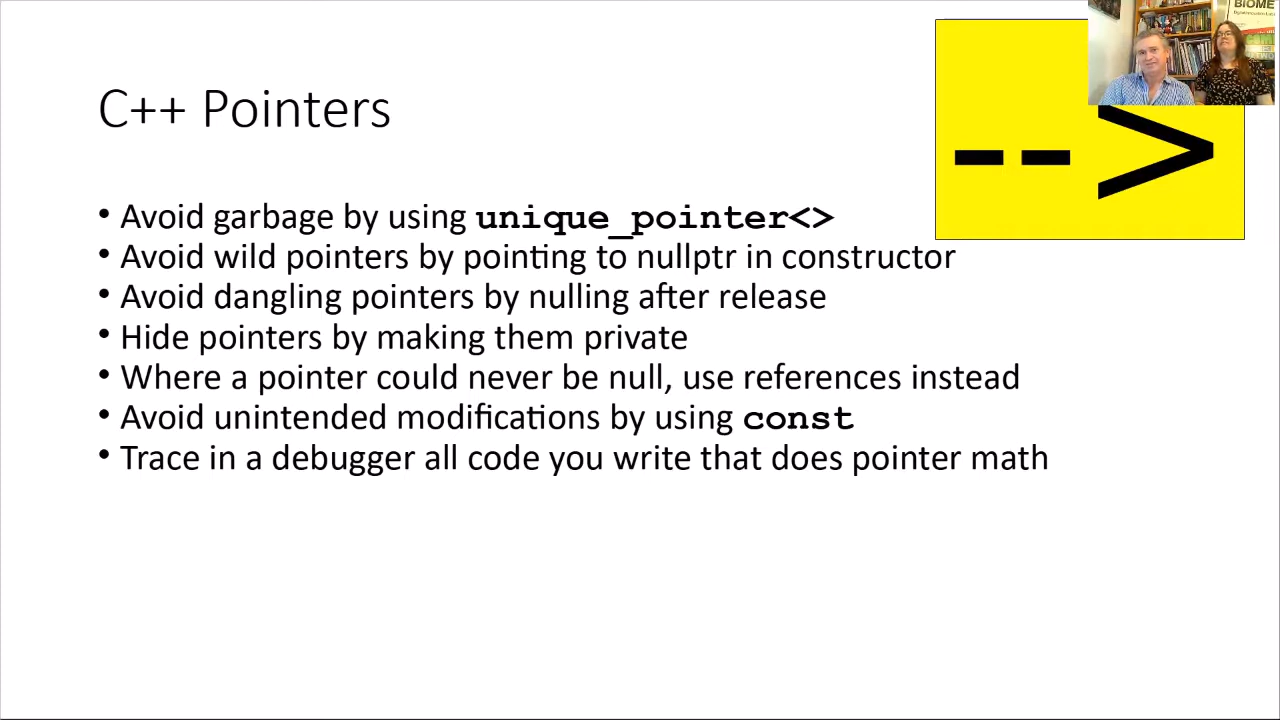 C++ Pointers
-->
BIOME
• Avoid garbage by using unique_pointer<>
• Avoid wild pointers by pointing to nullptr in constructor
• Avoid dangling pointers by nulling after release
• Hide pointers by making them private
• Where a pointer could never be null, use references instead
• Avoid unintended modifications by using const
• Trace in a debugger all code you write that does pointer math